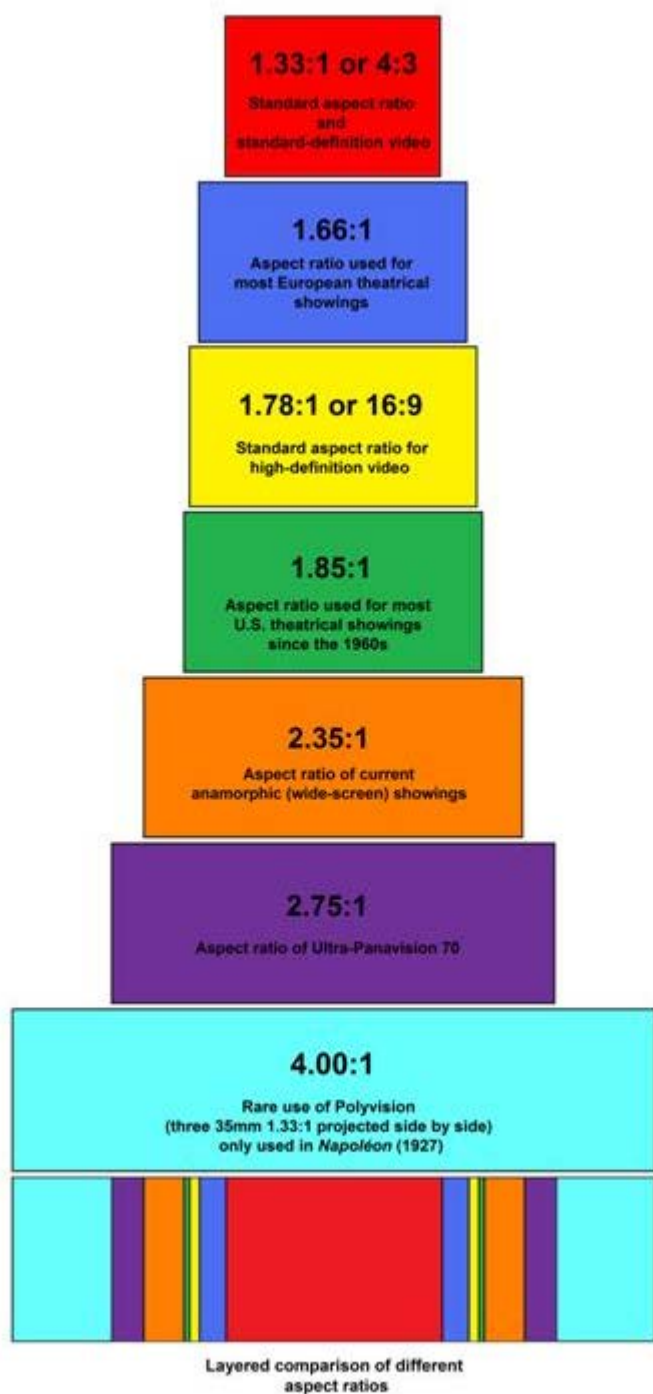 1.33:1 or 4:3
Standard aspect ratio
and
standard-definition video
1.66:1
Aspect ratio used for
most European theatrical
showings
1.78:1 or 16:9
Standard aspect ratio for
high-definition video
1.85:1
Aspect ratio used for most
U.S. theatrical showings
since the 1960s
2.35:1
Aspect ratio of current
anamorphic (wide-screen) showings
2.75:1
Aspect ratio of Ultra-Panavision 70
4.00:1
Rare use of Polyvision
(three 35mm 1.33:1 projected side by side)
only used in Napoléon (1927)
Layered comparison of different
aspect ratios